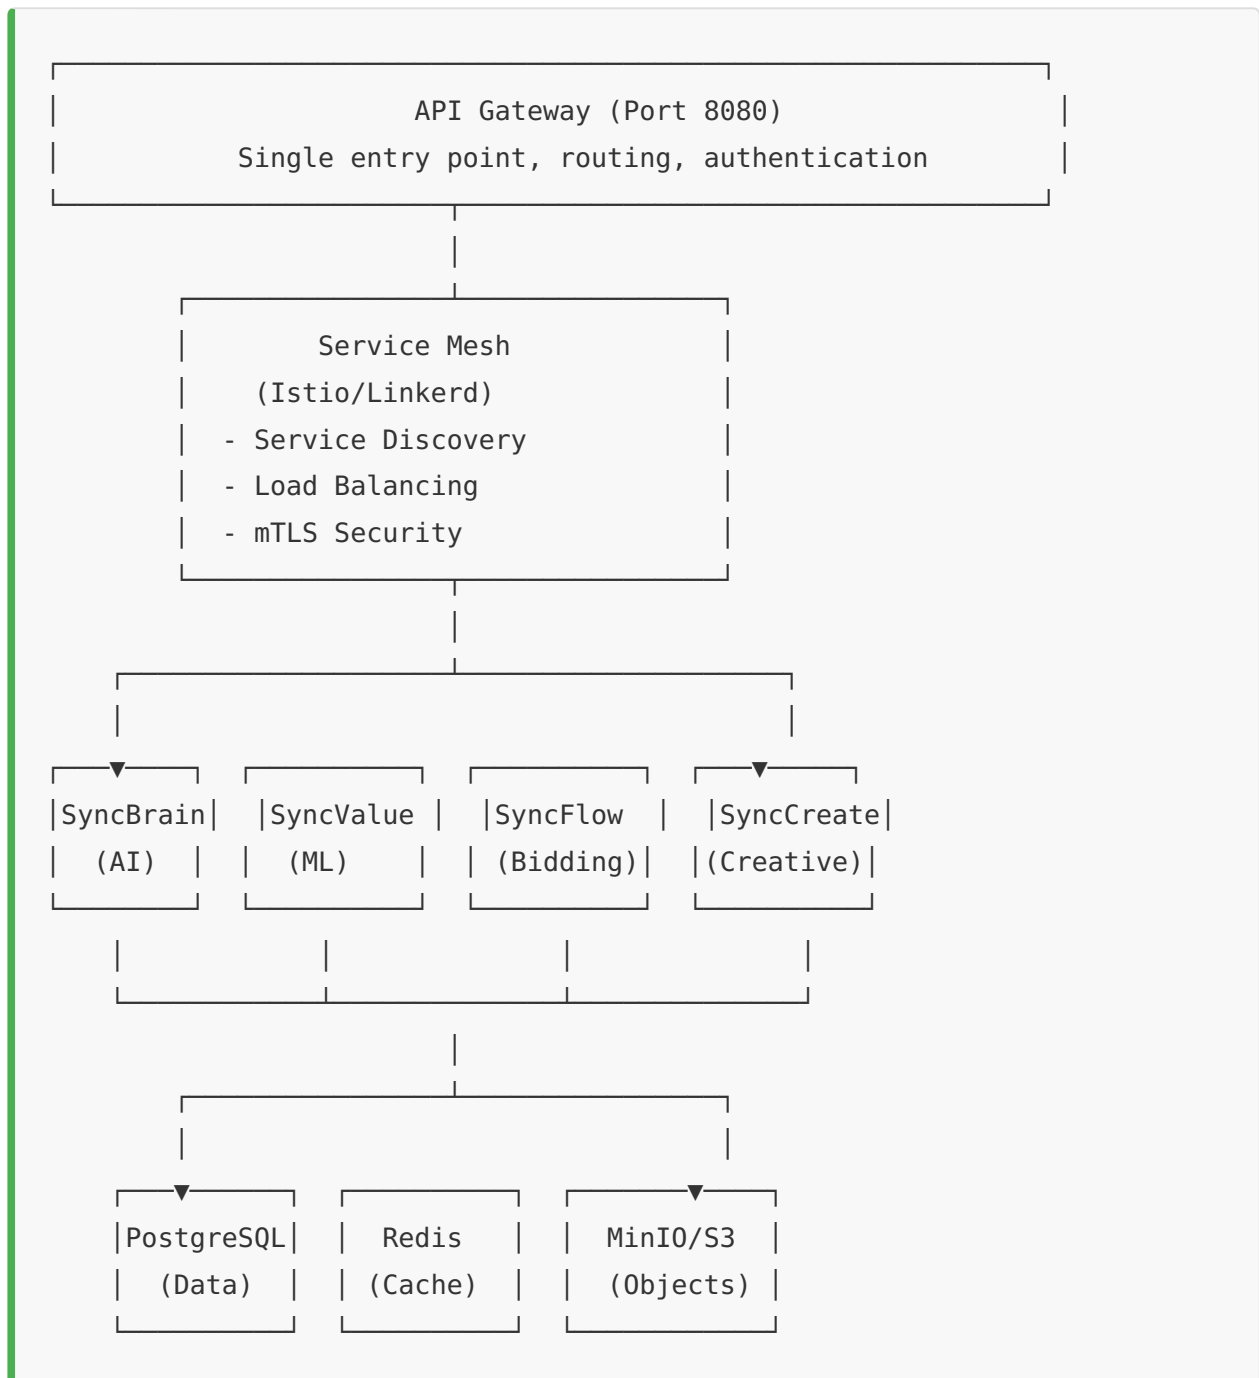 API Gateway (Port 8080)
Single entry point, routing, authentication
Service Mesh
(Istio/Linkerd)
- Service Discovery
- Load Balancing
- mTLS Security
SyncBrain SyncValue SyncFlow SyncCreate
(AI) (ML) (Bidding) (Creative)
PostgreSQL Redis MinIO/S3
(Data) (Cache) (Objects)